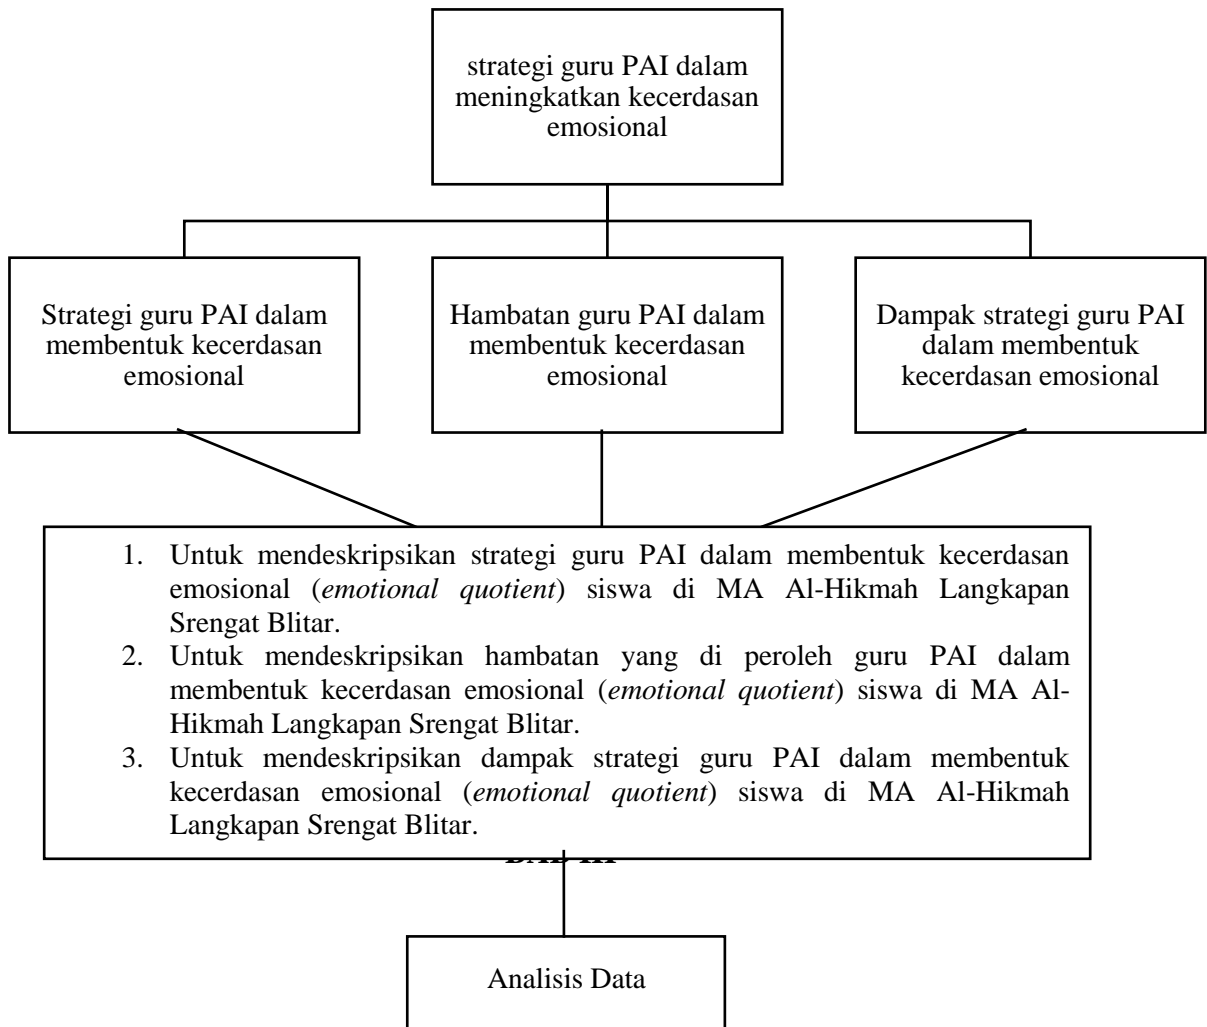 strategi guru PAI dalam
meningkatkan kecerdasan
emosional
Strategi guru PAI dalam
membentuk kecerdasan
emosional
Hambatan guru PAI dalam
membentuk kecerdasan
emosional
Dampak strategi guru PAI
dalam membentuk
kecerdasan emosional
1. Untuk mendeskripsikan strategi guru PAI dalam membentuk kecerdasan
emosional (emotional quotient) siswa di MA Al-Hikmah Langkapan
Srengat Blitar.
2. Untuk mendeskripsikan hambatan yang di peroleh guru PAI dalam
membentuk kecerdasan emosional (emotional quotient) siswa di MA Al-
Hikmah Langkapan Srengat Blitar.
3. Untuk mendeskripsikan dampak strategi guru PAI dalam membentuk
kecerdasan emosional (emotional quotient) siswa di MA Al-Hikmah
Langkapan Srengat Blitar.
Analisis Data